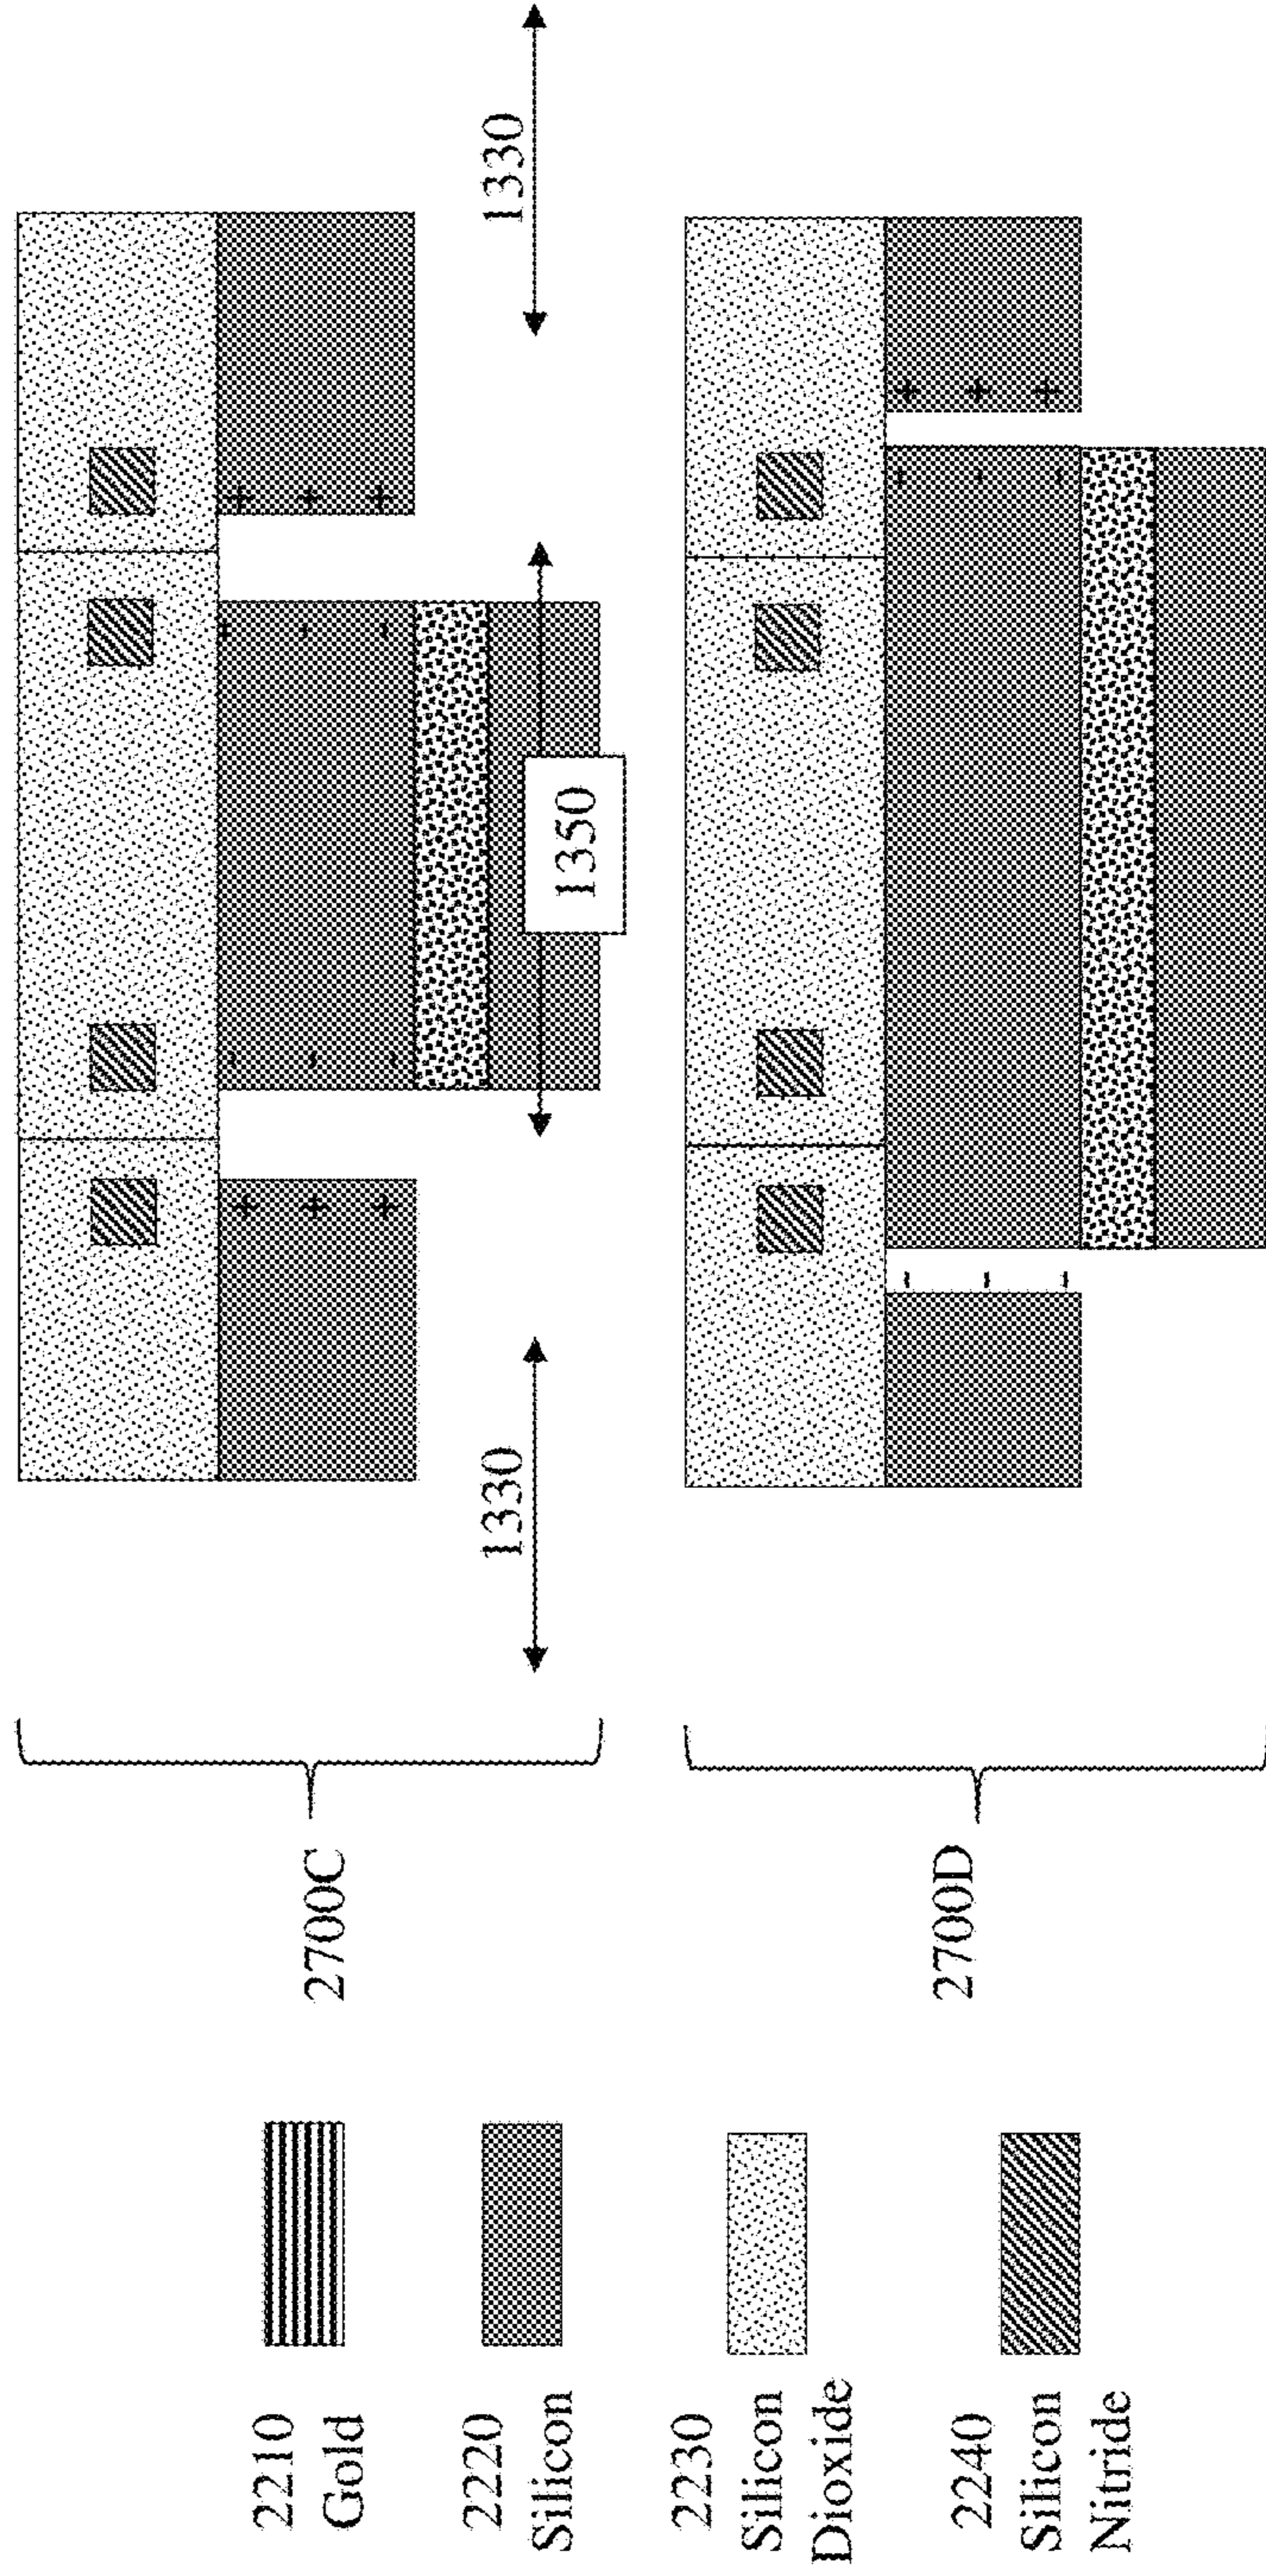 2210
Gold
2220
Silicon
2230
Silicon
Dioxide
2240
Silicon
Nitride
2700C
1330
1350
1330
2700D